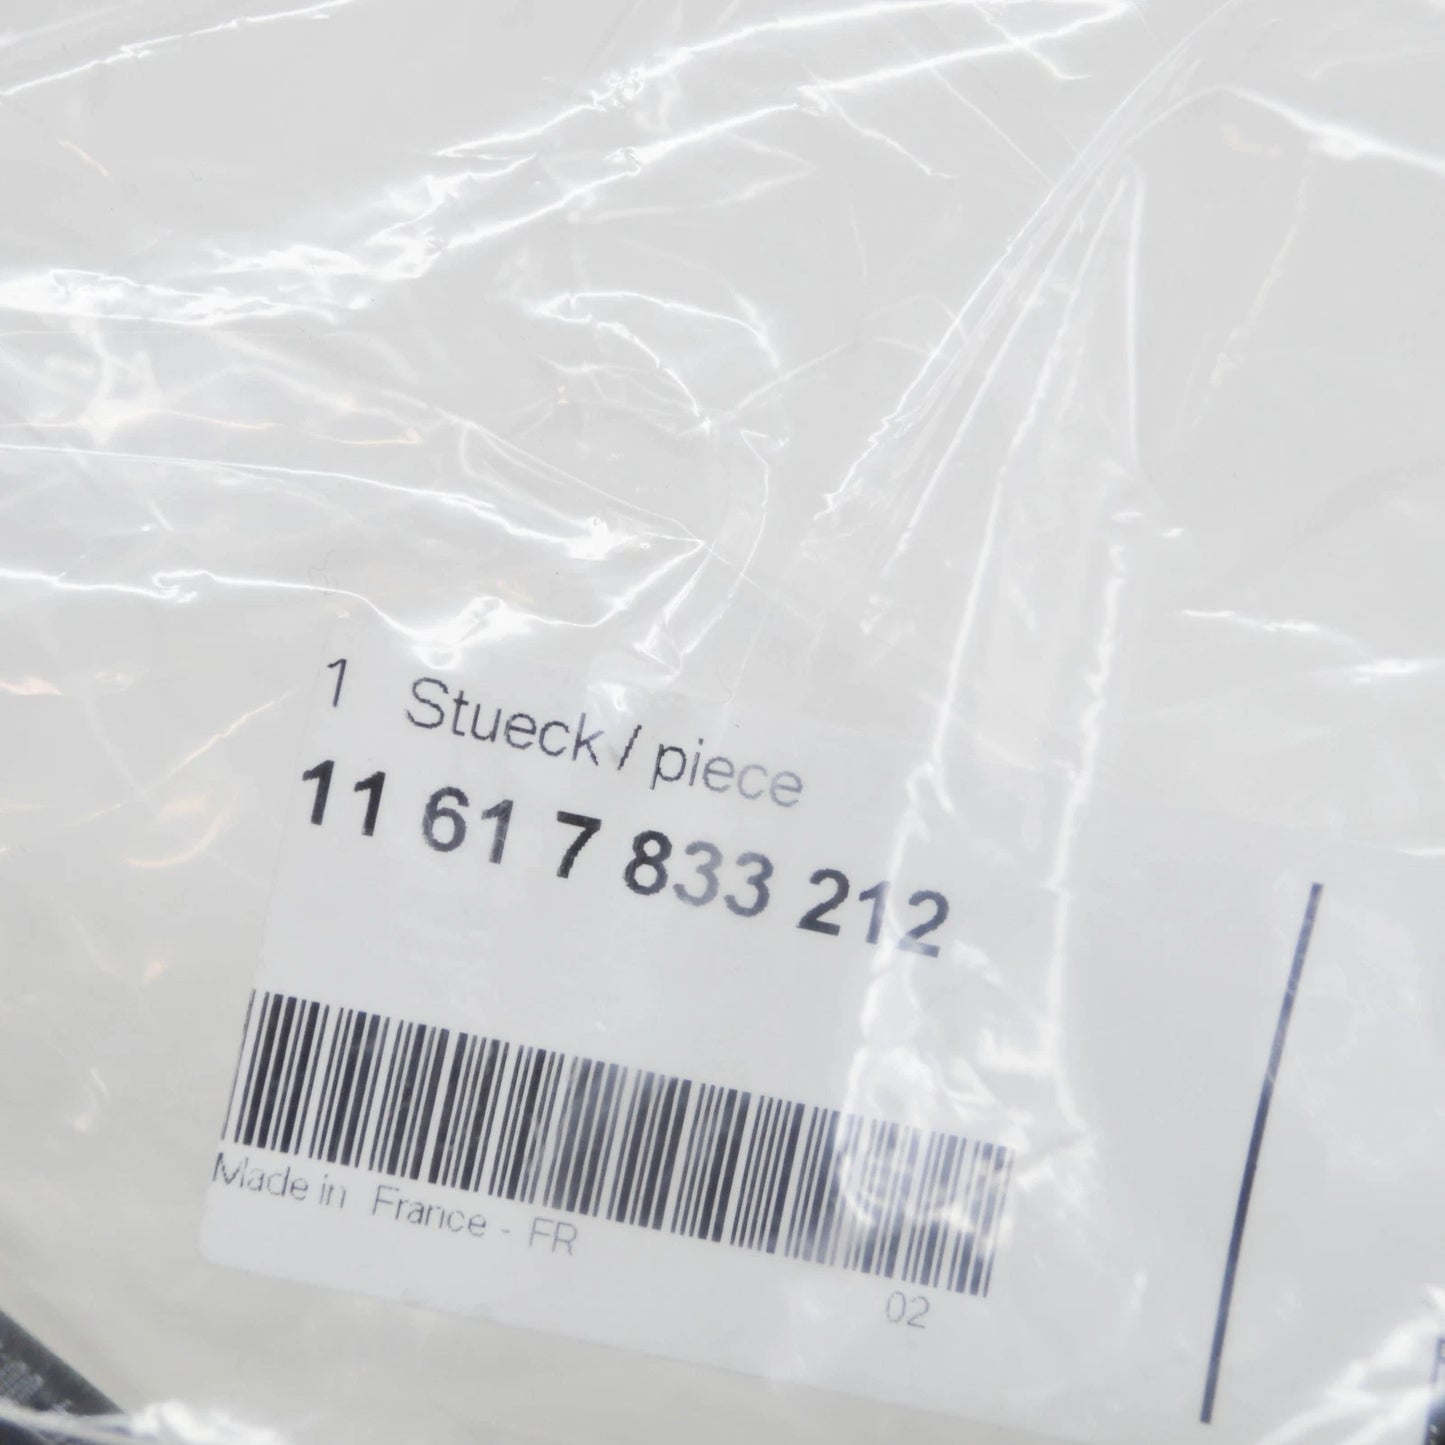 1 Stueck / piece
11 61 7 833 212
Made in France - FR
02